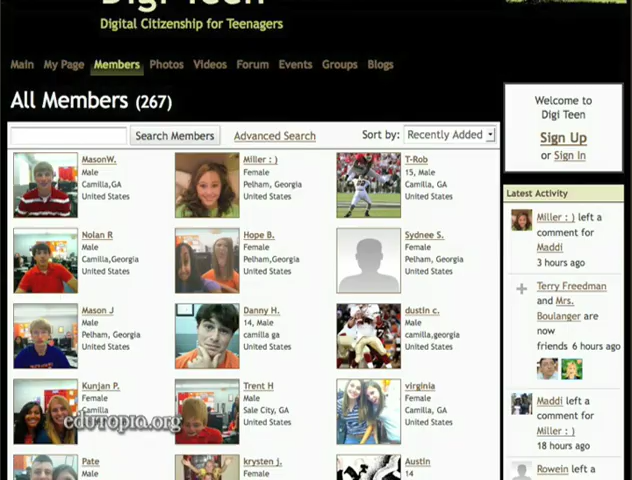 Digi Teen
Digital Citizenship for Teenagers
Main My Page Members Photos Videos Forum Events Groups Blogs
All Members (267)
Search Members Advanced Search Sort by: Recently Added
MasonW.
Male
Camilla,GA
United States
Miller : )
Female
Pelham, Georgia
United States
T-Rob
15, Male
Camilla, GA
United States
Nolan R
Male
Camilla,Georgia
United States
Hope B.
Female
Pelham, Georgia
United States
Sydnee S.
Female
Pelham, Georgia
United States
Mason J
Male
Pelham, Georgia
United States
Danny H.
14, Male
camilla ga
United States
dustin c.
Male
camilla,georgia
United States
Kunjan P.
Female
Camilla
Trent H
Male
Sale City, GA
United States
virginia
Female
Camilla, GA
United States
Pate
Male
krysten j.
Female
Austin
14
edutopia.org
Welcome to
Digi Teen
Sign Up
or Sign In
Latest Activity
Miller : ) left a
comment for
Maddi
3 hours ago
Terry Freedman
and Mrs.
Boulanger are
now
friends 6 hours ago
Maddi left a
comment for
Miller : )
18 hours ago
Rowein left a